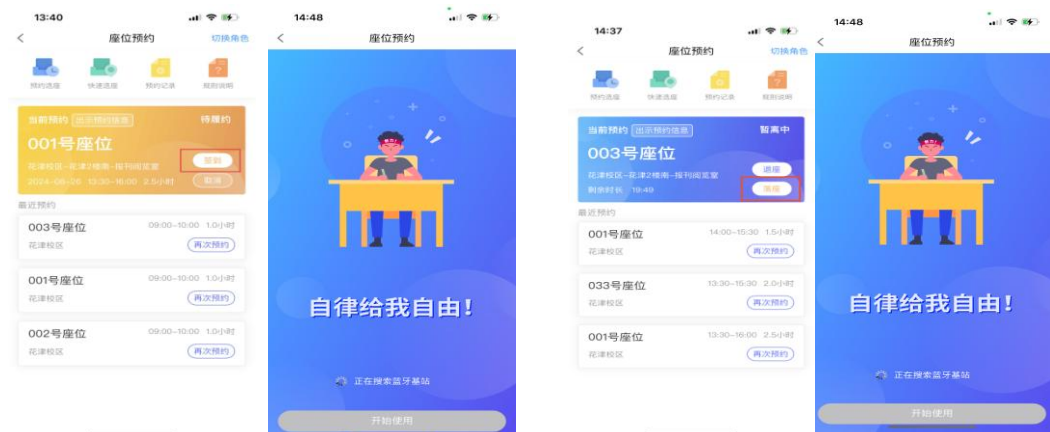 13:40
座位预约
切换角色
预约选座
快速选座
预约记录
规则说明
当前预约 出示预约信息
待履约
001号座位
签到
花津校区-花津2楼南-报刊阅览室
2024-08-26 13:30-16:00 2.5小时
取消
最近预约
003号座位
09:00-10:00 1.0小时
花津校区
再次预约
001号座位
09:00-10:00 1.0小时
花津校区
再次预约
002号座位
09:00-10:00 1.0小时
花津校区
再次预约
14:48
座位预约
努力!
自律给我自由!
正在搜索蓝牙基站
开始使用
14:37
座位预约
切换角色
预约选座
快速选座
预约记录
规则说明
当前预约 出示预约信息
暂离中
003号座位
退座
花津校区-花津2楼南-报刊阅览室
剩余时长 19:49
落座
最近预约
001号座位
14:00-15:30 1.5小时
花津校区
再次预约
033号座位
13:30-15:30 2.0小时
花津校区
再次预约
001号座位
13:30-16:00 2.5小时
花津校区
再次预约
14:48
座位预约
努力!
自律给我自由!
正在搜索蓝牙基站
开始使用